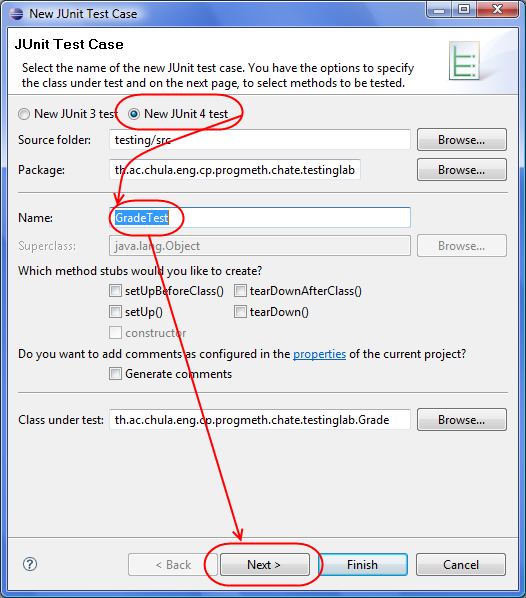 New JUnit Test Case
JUnit Test Case
Select the name of the new JUnit test case. You have the options to specify
the class under test and on the next page, to select methods to be tested.
New JUnit 3 test New JUnit 4 test
Source folder: testing/src Browse...
Package: th.ac.chula.eng.cp.progmeth.chate.testinglab Browse...
Name: GradeTest
Superclass: java.lang.Object Browse...
Which method stubs would you like to create?
setUpBeforeClass() tearDownAfterClass()
setUp() tearDown()
constructor
Do you want to add comments as configured in the properties of the current project?
Generate comments
Class under test: th.ac.chula.eng.cp.progmeth.chate.testinglab.Grade Browse...
? < Back Next > Finish Cancel